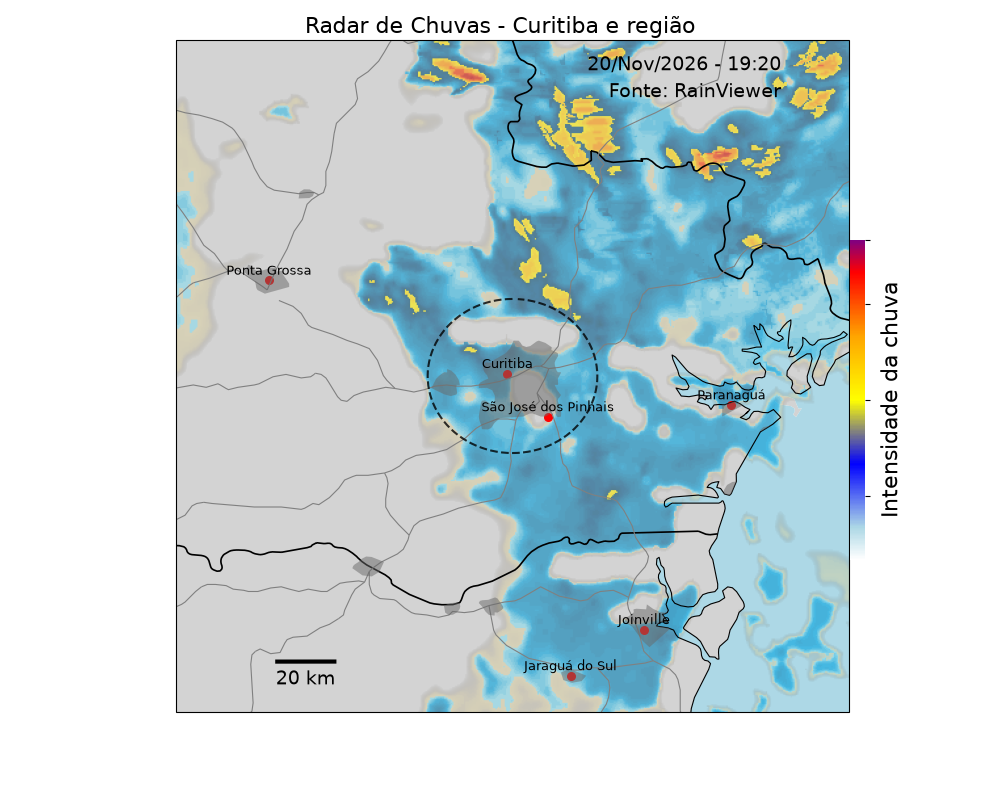 Radar de Chuvas - Curitiba e região
20/Nov/2026 - 19:20
Fonte: RainViewer
Ponta Grossa
Curitiba
São José dos Pinhais
Paranaguá
Joinville
Jaraguá do Sul
20 km
Intensidade da chuva